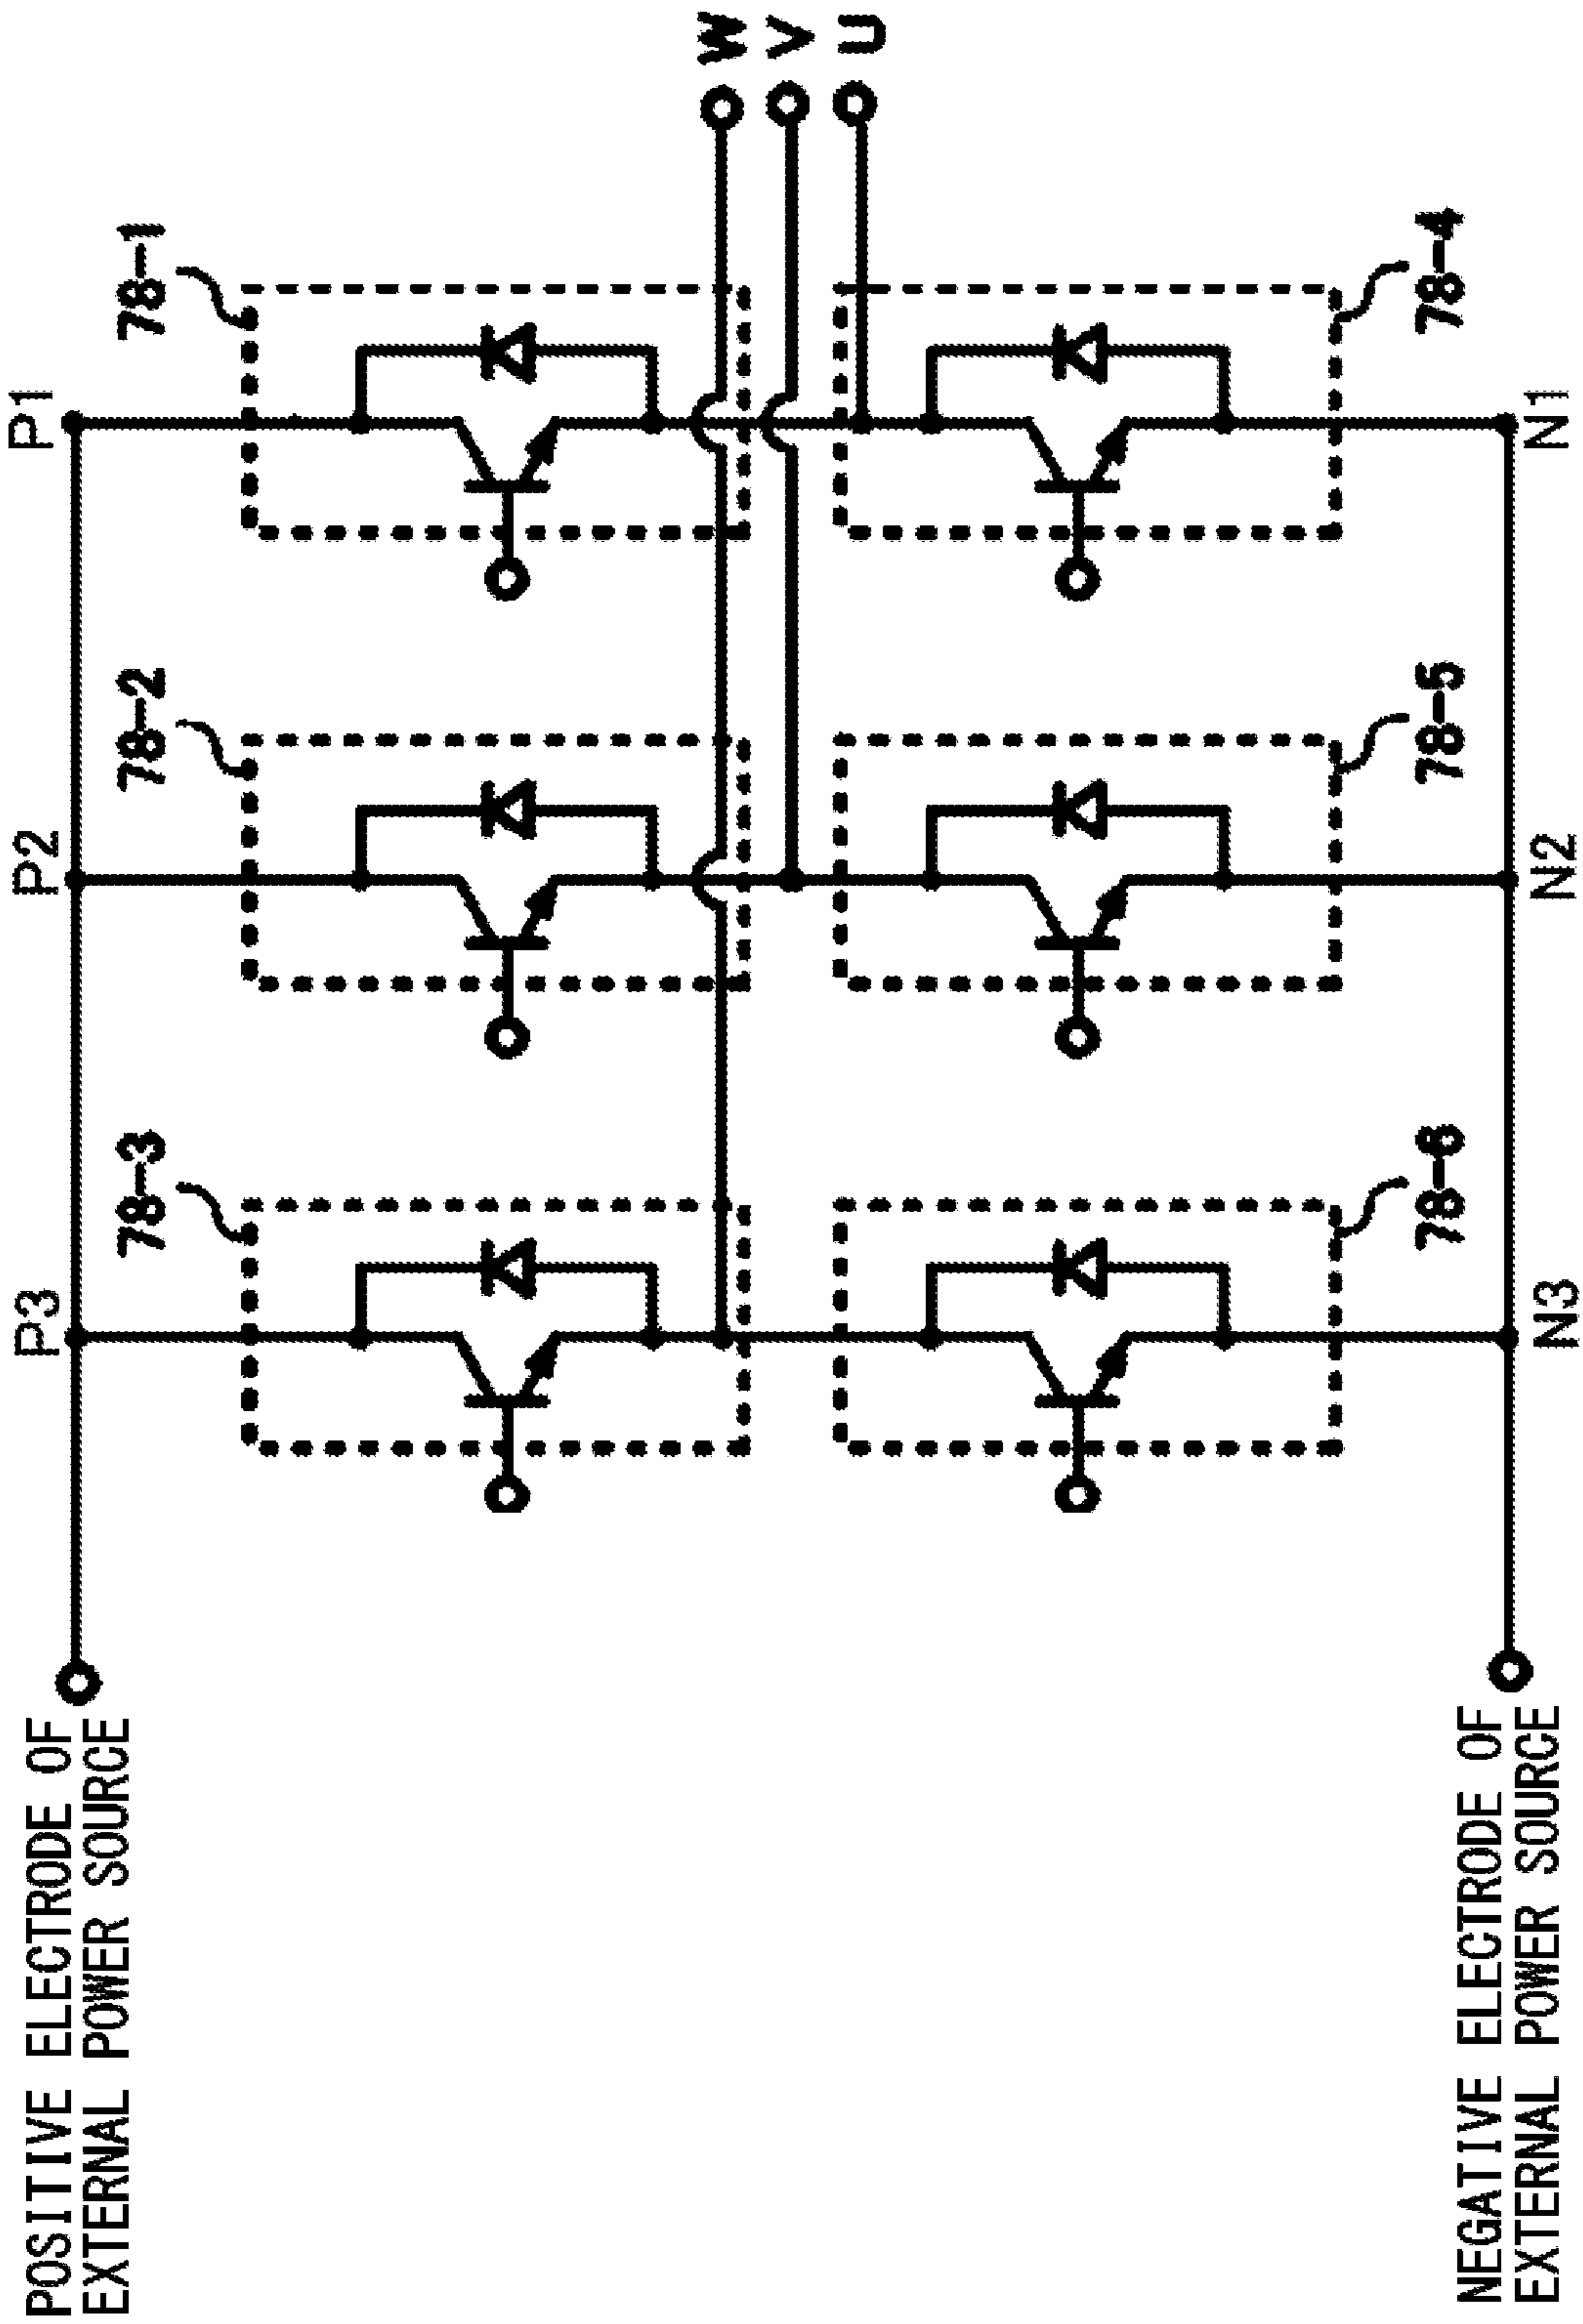 POSITIVE ELECTRODE OF
EXTERNAL POWER SOURCE
P3
P2
P1
78-3
78-2
78-1
W
V
U
78-6
78-5
78-4
NEGATIVE ELECTRODE OF
EXTERNAL POWER SOURCE
N3
N2
N1